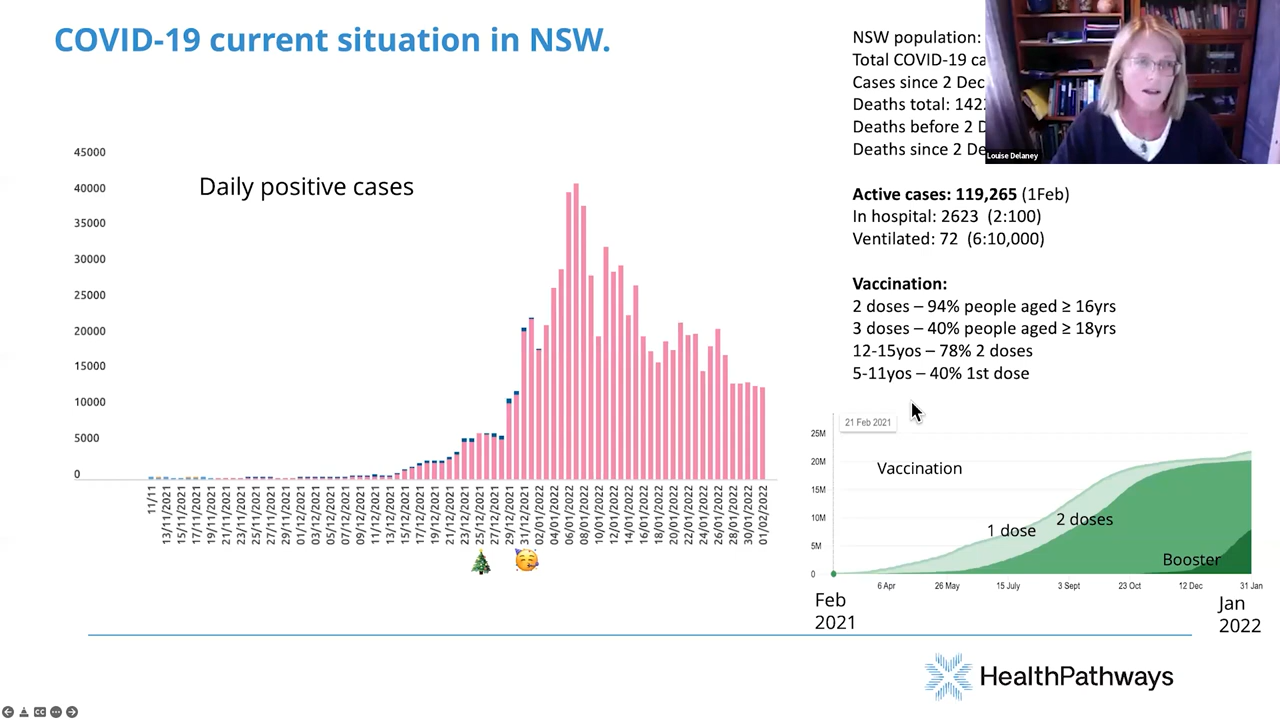 COVID-19 current situation in NSW.
NSW population:
Total COVID-19 ca
Cases since 2 Dec
Deaths total: 142
Deaths before 2 D
Deaths since 2 De
Louise Delaney
Active cases: 119,265 (1Feb)
In hospital: 2623 (2:100)
Ventilated: 72 (6:10,000)
Vaccination:
2 doses – 94% people aged ≥ 16yrs
3 doses – 40% people aged ≥ 18yrs
12-15yos – 78% 2 doses
5-11yos – 40% 1st dose
Daily positive cases
45000
40000
35000
30000
25000
20000
15000
10000
5000
0
11/11
13/11/2021
15/11/2021
17/11/2021
19/11/2021
21/11/2021
23/11/2021
25/11/2021
27/11/2021
29/11/2021
01/12/2021
03/12/2021
05/12/2021
07/12/2021
09/12/2021
11/12/2021
13/12/2021
15/12/2021
17/12/2021
19/12/2021
21/12/2021
23/12/2021
25/12/2021
27/12/2021
29/12/2021
31/12/2021
02/01/2022
04/01/2022
06/01/2022
08/01/2022
10/01/2022
12/01/2022
14/01/2022
16/01/2022
18/01/2022
20/01/2022
22/01/2022
24/01/2022
26/01/2022
28/01/2022
30/01/2022
01/02/2022
21 Feb 2021
25M
20M
15M
10M
5M
0
Vaccination
1 dose
2 doses
Booster
6 Apr
26 May
15 July
3 Sept
23 Oct
12 Dec
31 Jan
Feb
2021
Jan
2022
HealthPathways
CC